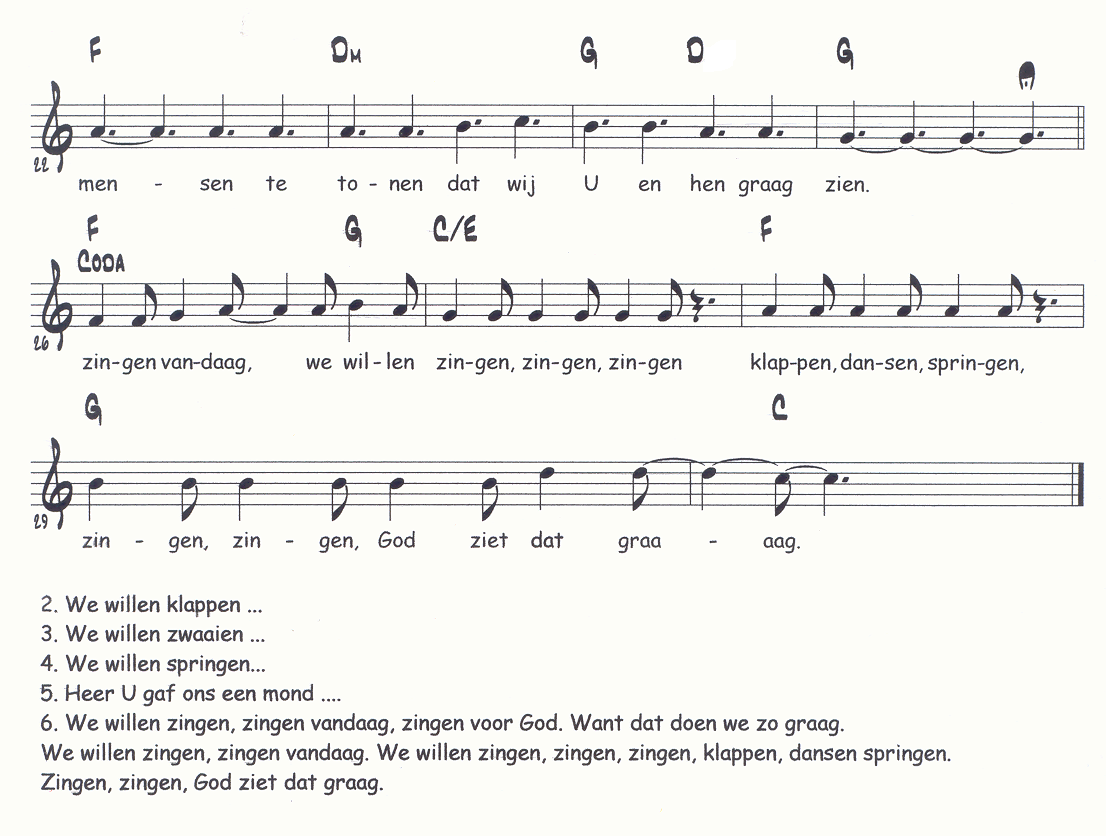 F Dm G D G
22
men - sen te to - nen dat wij U en hen graag zien.
F G C/E F
Coda
26
zin-gen van-daag, we wil-len zin-gen, zin-gen, zin-gen klap-pen, dan-sen, sprin-gen,
G C
29
zin - gen, zin - gen, God ziet dat graa - aag.
2. We willen klappen ...
3. We willen zwaaien ...
4. We willen springen...
5. Heer U gaf ons een mond ....
6. We willen zingen, zingen vandaag, zingen voor God. Want dat doen we zo graag.
We willen zingen, zingen vandaag. We willen zingen, zingen, zingen, klappen, dansen springen.
Zingen, zingen, God ziet dat graag.